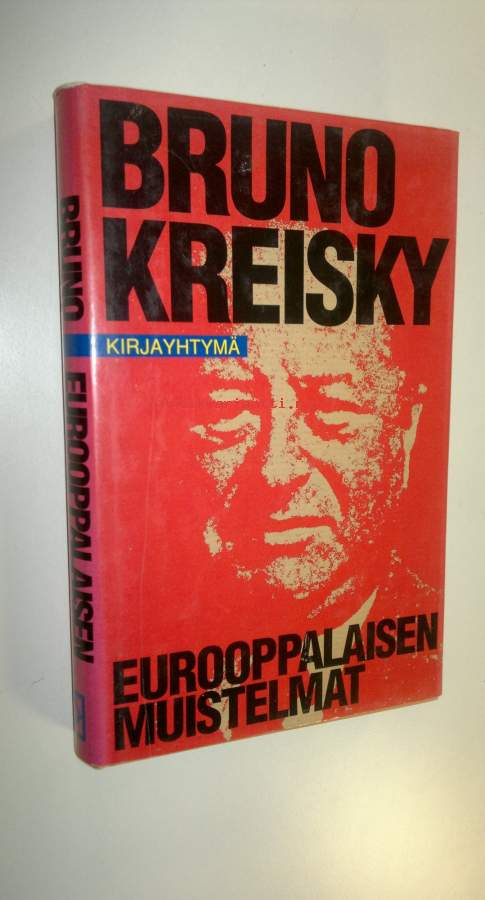 BRUNO
KREISKY
KIRJAYHTYMÄ
EUROOPPALAISEN
MUISTELMAT
BRUNO
EUROOPPALAISEN